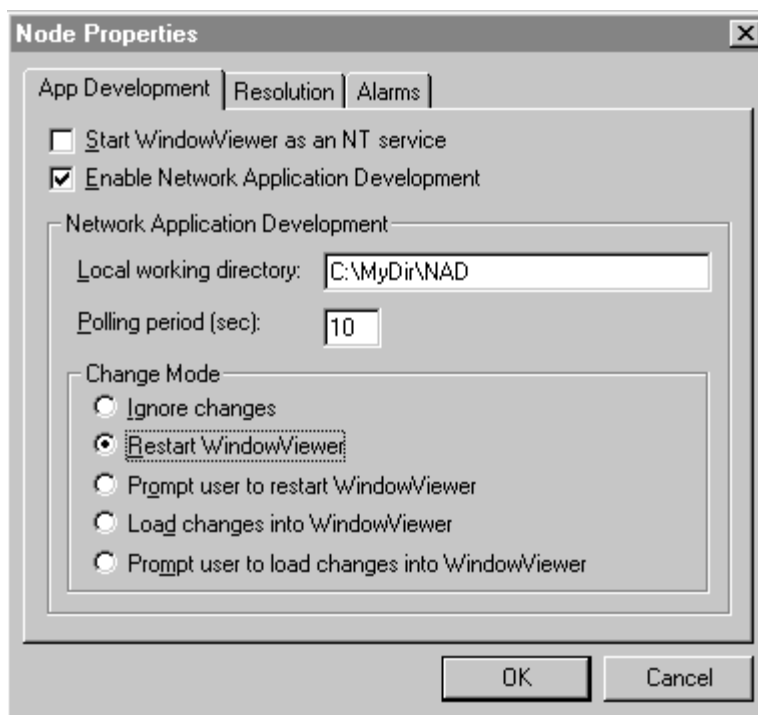 Node Properties
App Development Resolution Alarms
Start WindowViewer as an NT service
Enable Network Application Development
Network Application Development
Local working directory: C:\MyDir\NAD
Polling period (sec): 10
Change Mode
Ignore changes
Restart WindowViewer
Prompt user to restart WindowViewer
Load changes into WindowViewer
Prompt user to load changes into WindowViewer
OK Cancel